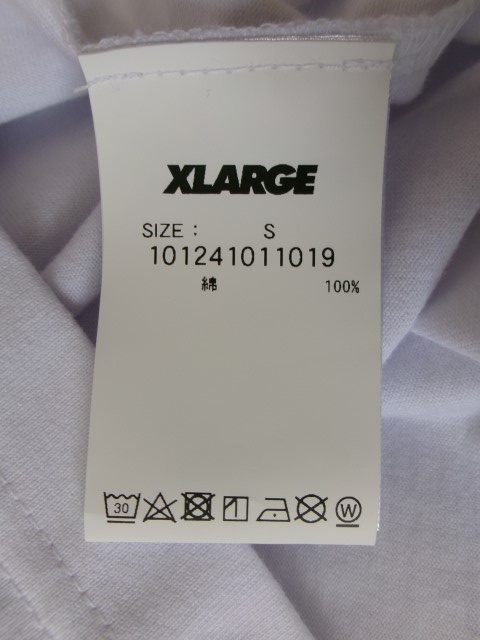 XLARGE
SIZE : S
101241011019
綿 100%
30 W